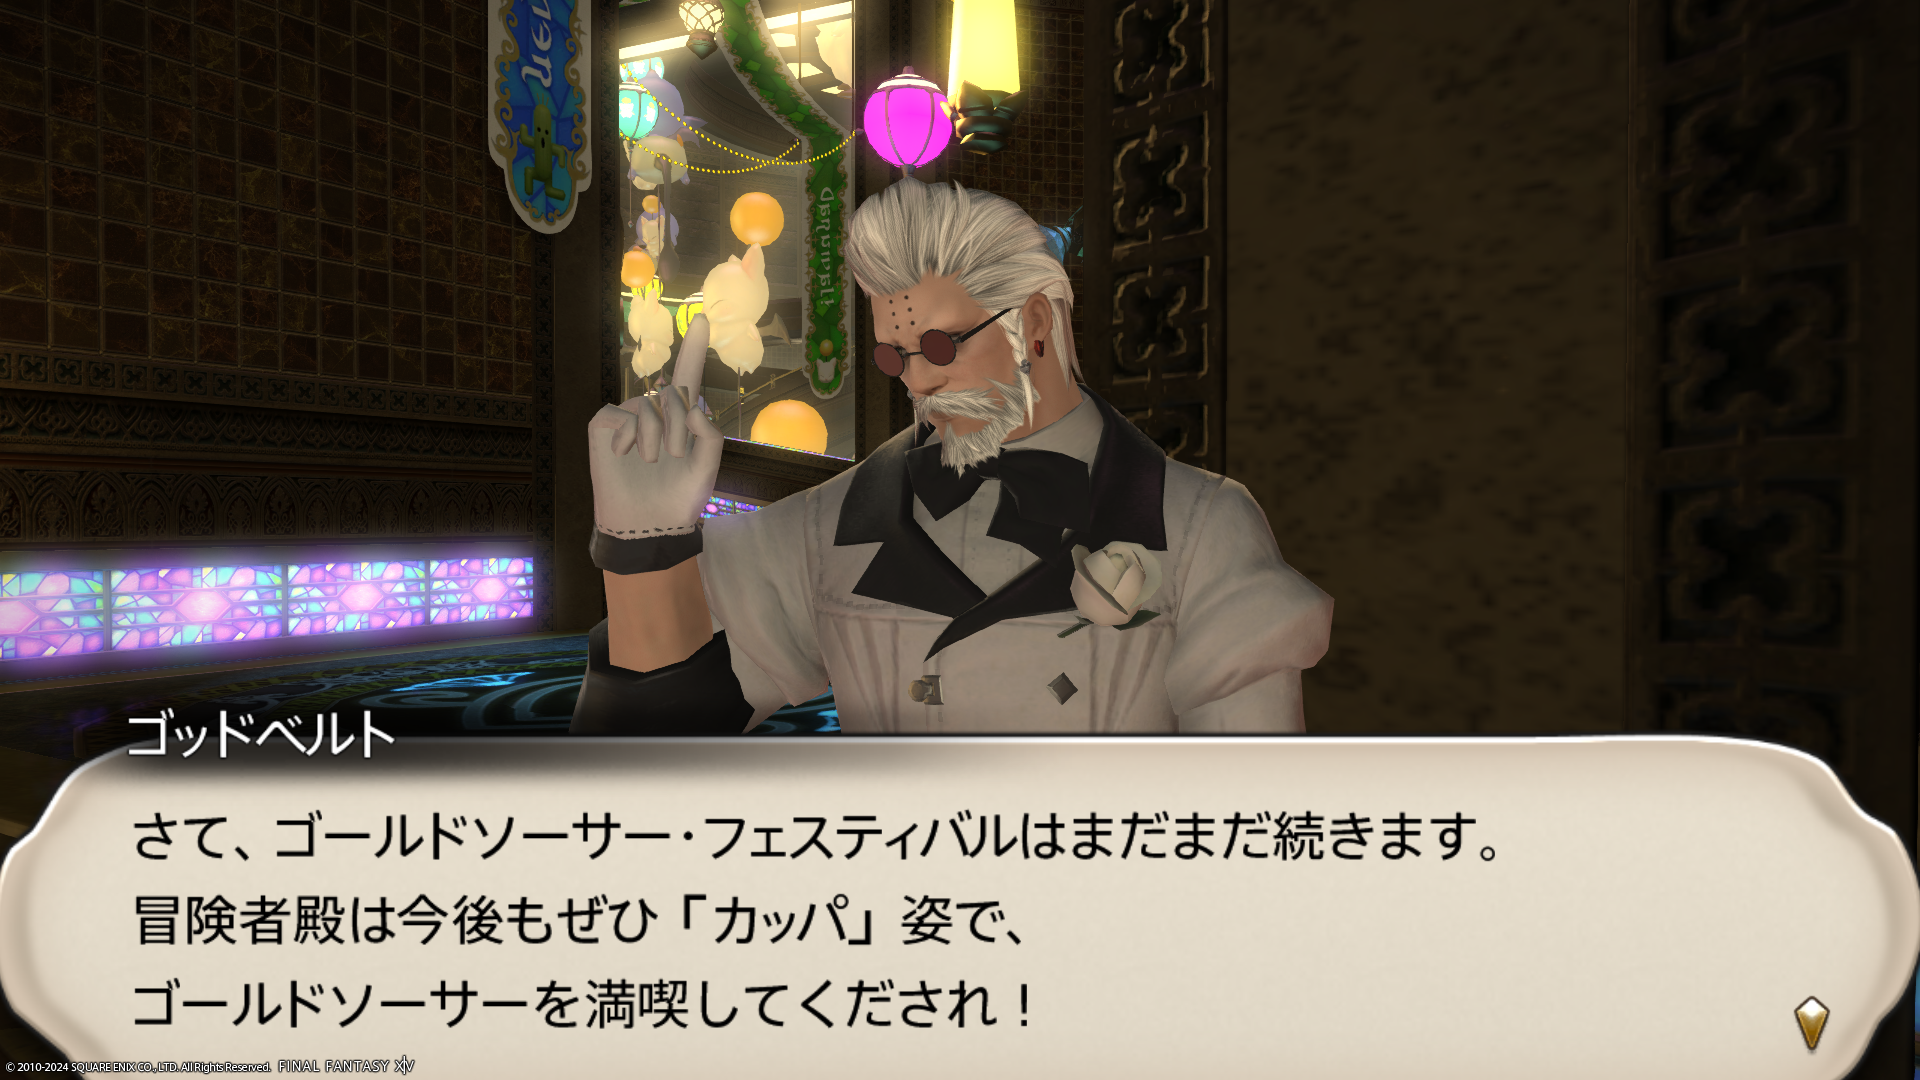 WEL
ゴッドベルト
さて、ゴールドソーサー・フェスティバルはまだまだ続きます。
冒険者殿は今後もぜひ「カッパ」姿で、
ゴールドソーサーを満喫してくだされ！
© 2010-2024 SQUARE ENIX CO., LTD. All Rights Reserved. FINAL FANTASY XIV